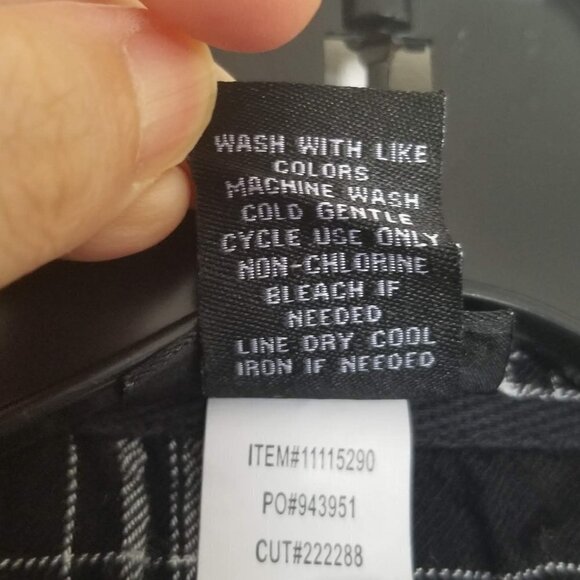 WASH WITH LIKE
COLORS
MACHINE WASH
COLD GENTLE
CYCLE USE ONLY
NON-CHLORINE
BLEACH IF
NEEDED
LINE DRY COOL
IRON IF NEEDED
ITEM#11115290
PO#943951
CUT#222288